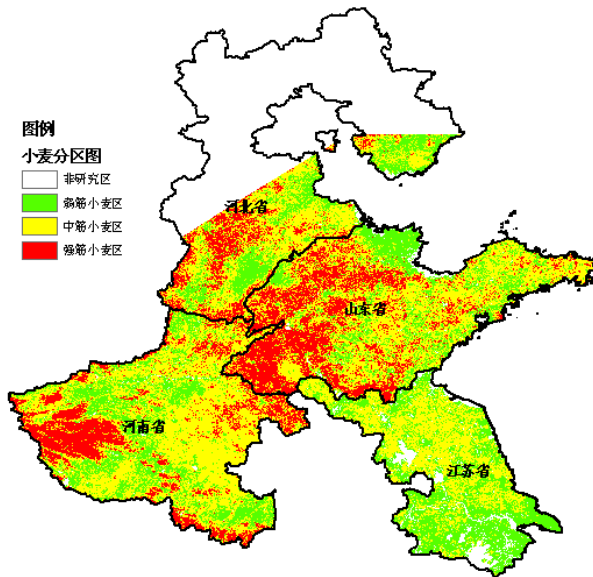 图例
小麦分区图
非研究区
弱筋小麦区
中筋小麦区
强筋小麦区
河北省
山东省
河南省
江苏省